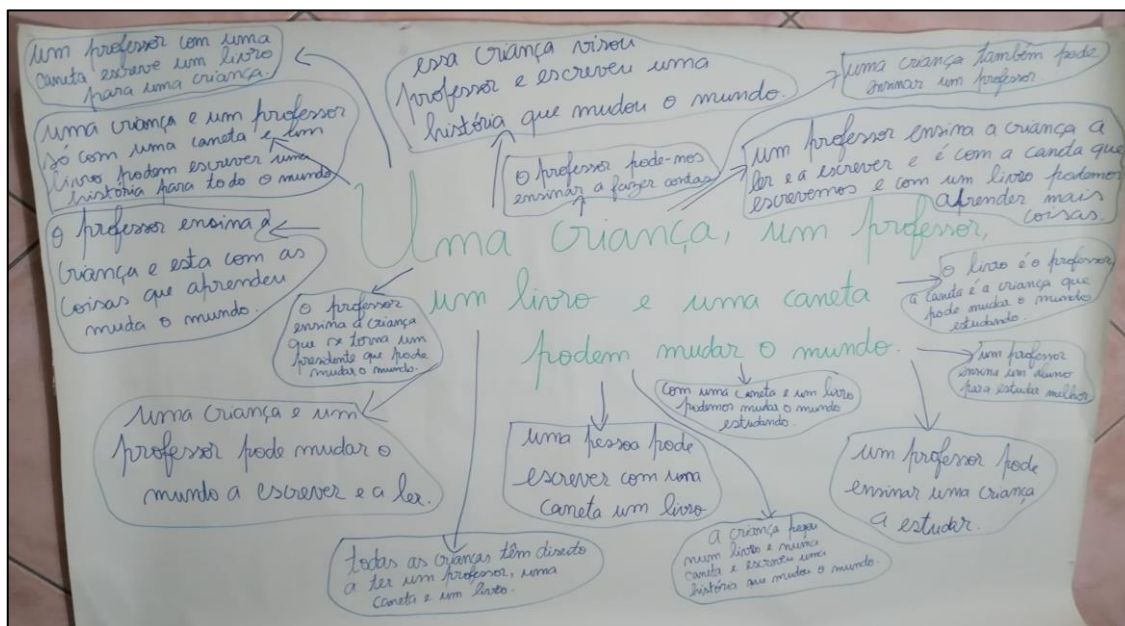 um professor com uma
caneta escreve um livro
para uma criança.
essa criança virou
professor e escreveu uma
história que mudou o mundo.
uma criança também pode
ensinar um professor.
uma criança e um professor
só com uma caneta e um
livro podem escrever uma
história para todo o mundo
O professor pode-mos
ensinar a fazer contas
um professor ensina a criança a
ler e a escrever e é com a caneta que
escrevemos e com um livro podemos
aprender mais
coisas.
O professor ensina a
criança e esta com as
coisas que aprendeu
muda o mundo.
Uma criança, um professor,
um livro e uma caneta
podem mudar o mundo.
O livro é o professor,
a caneta é a criança que
pode mudar o mundo
estudando.
O professor
ensina a criança
que se torna um
presidente que pode
mudar o mundo.
um professor
ensina um aluno
para estudar melhor
com uma caneta e um livro
podemos mudar o mundo
estudando.
uma criança e um
professor pode mudar o
mundo a escrever e a ler.
uma pessoa pode
escrever com uma
caneta um livro
um professor pode
ensinar uma criança
a estudar.
todas as crianças têm direito
a ter um professor, uma
caneta e um livro.
a criança pegou
num livro e numa
caneta e escreveu uma
história que mudou o mundo